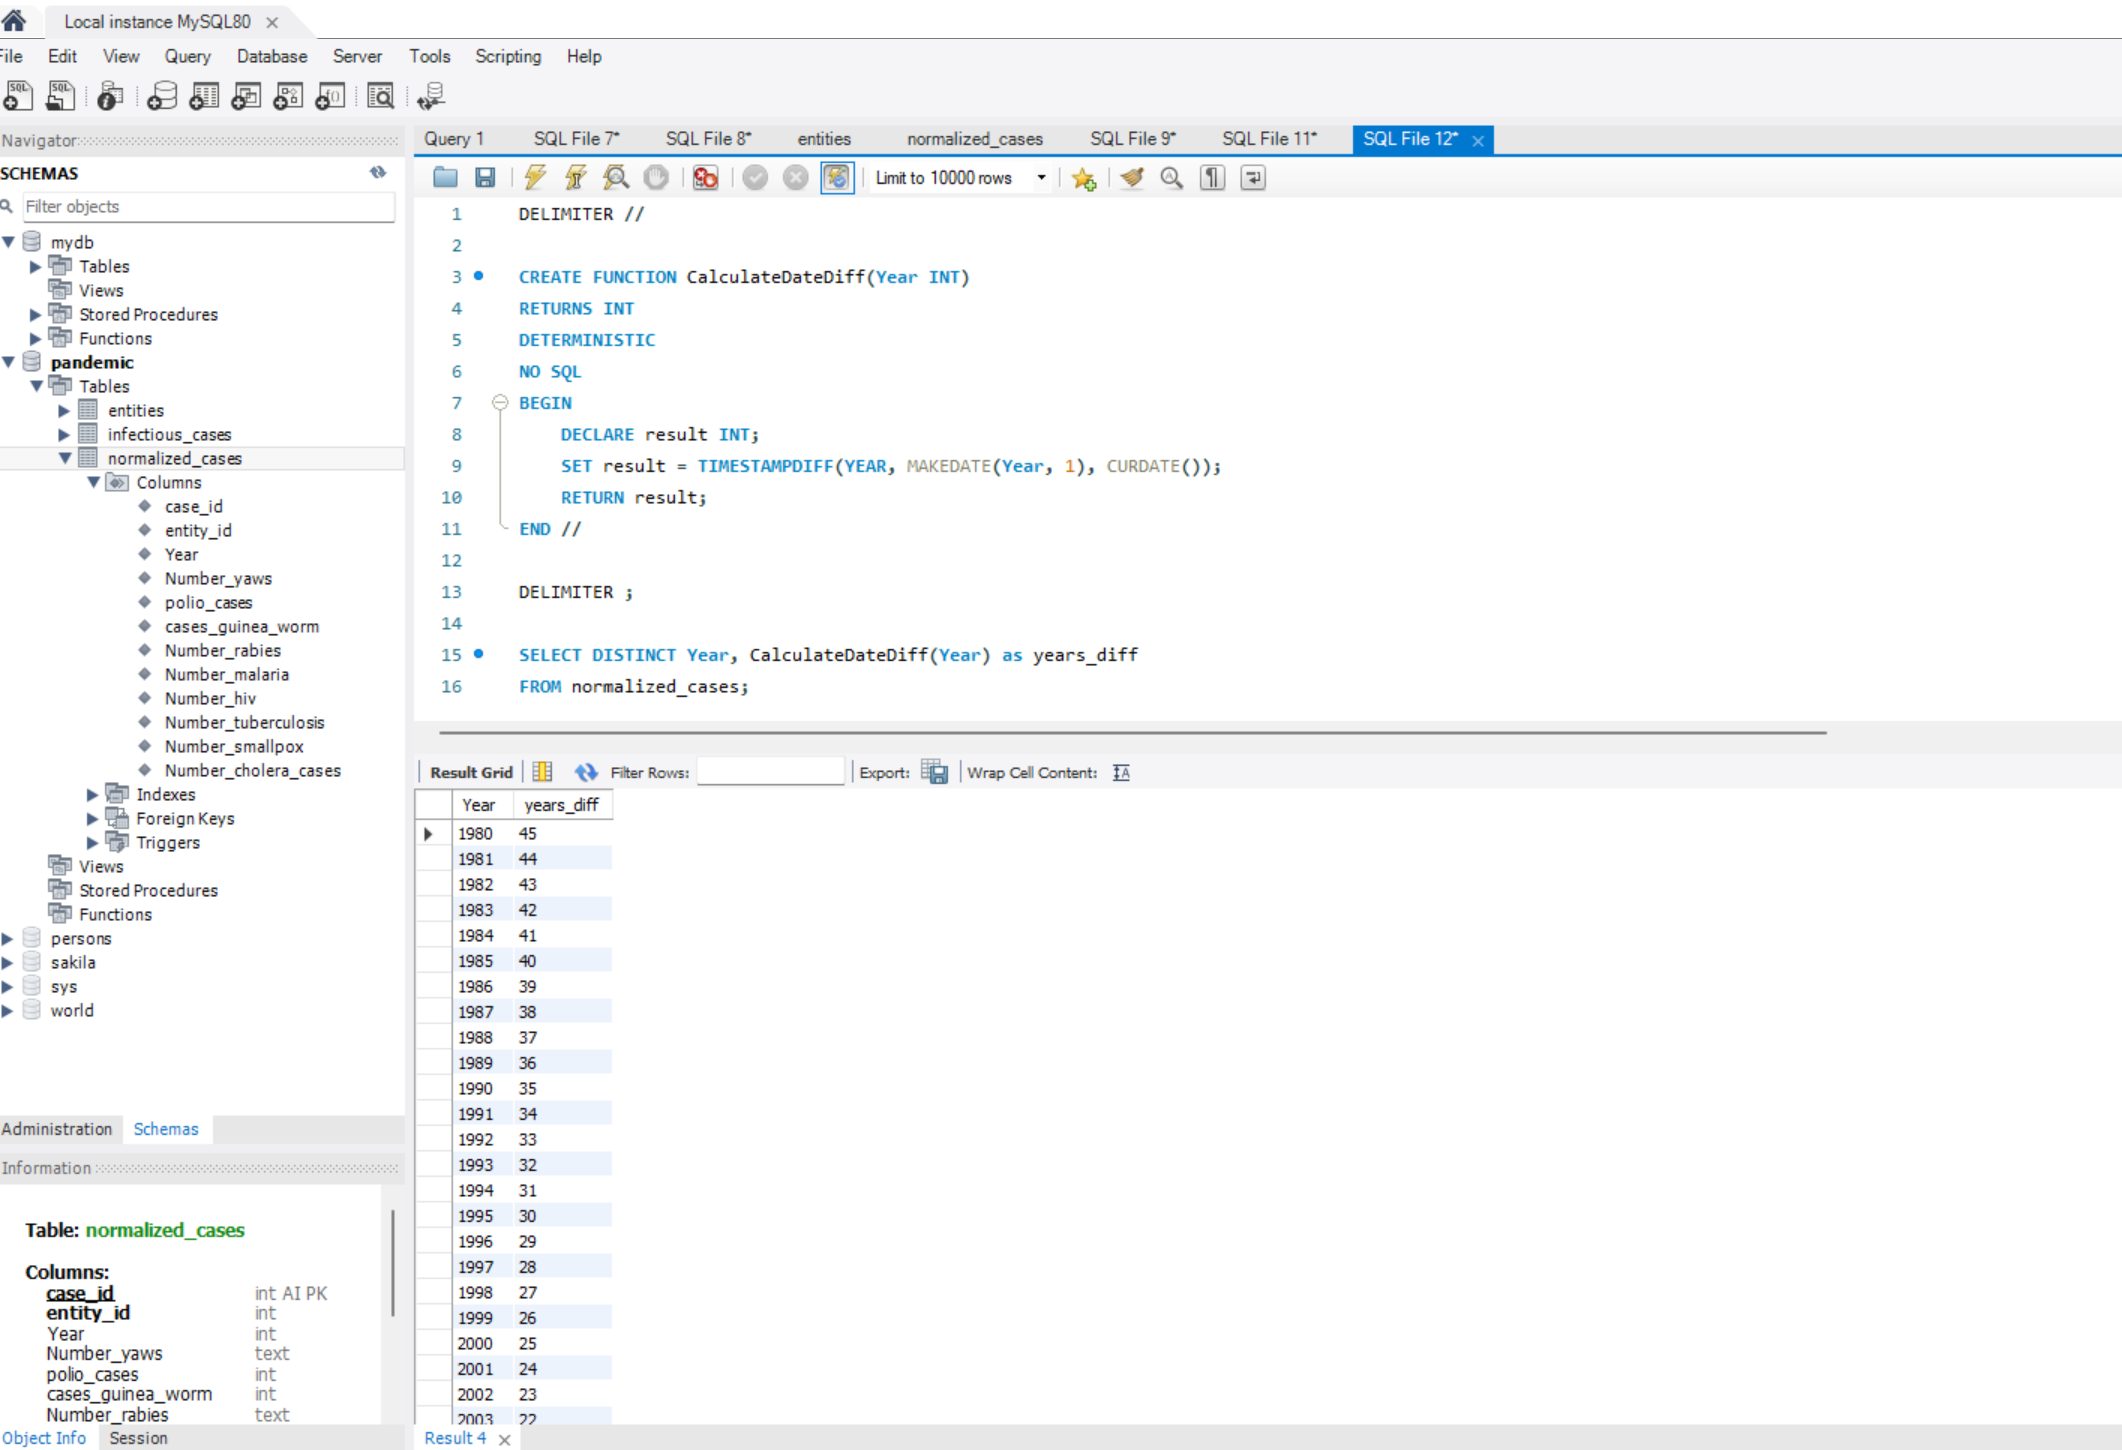 Local instance MySQL80
File Edit View Query Database Server Tools Scripting Help
Navigator
SCHEMAS
Filter objects
mydb
Tables
Views
Stored Procedures
Functions
pandemic
Tables
entities
infectious_cases
normalized_cases
Columns
case_id
entity_id
Year
Number_yaws
polio_cases
cases_guinea_worm
Number_rabies
Number_malaria
Number_hiv
Number_tuberculosis
Number_smallpox
Number_cholera_cases
Indexes
Foreign Keys
Triggers
Views
Stored Procedures
Functions
persons
sakila
sys
world
Administration Schemas
Information
Table: normalized_cases
Columns:
case_id int AI PK
entity_id int
Year int
Number_yaws text
polio_cases int
cases_guinea_worm int
Number_rabies text
Object Info Session
Query 1 SQL File 7* SQL File 8* entities normalized_cases SQL File 9* SQL File 11* SQL File 12*
Limit to 10000 rows
1 DELIMITER //
2
3 CREATE FUNCTION CalculateDateDiff(Year INT)
4 RETURNS INT
5 DETERMINISTIC
6 NO SQL
7 BEGIN
8 DECLARE result INT;
9 SET result = TIMESTAMPDIFF(YEAR, MAKEDATE(Year, 1), CURDATE());
10 RETURN result;
11 END //
12
13 DELIMITER ;
14
15 SELECT DISTINCT Year, CalculateDateDiff(Year) as years_diff
16 FROM normalized_cases;
Result Grid Filter Rows: Export: Wrap Cell Content:
Year years_diff
1980 45
1981 44
1982 43
1983 42
1984 41
1985 40
1986 39
1987 38
1988 37
1989 36
1990 35
1991 34
1992 33
1993 32
1994 31
1995 30
1996 29
1997 28
1998 27
1999 26
2000 25
2001 24
2002 23
2003 22
Result 4